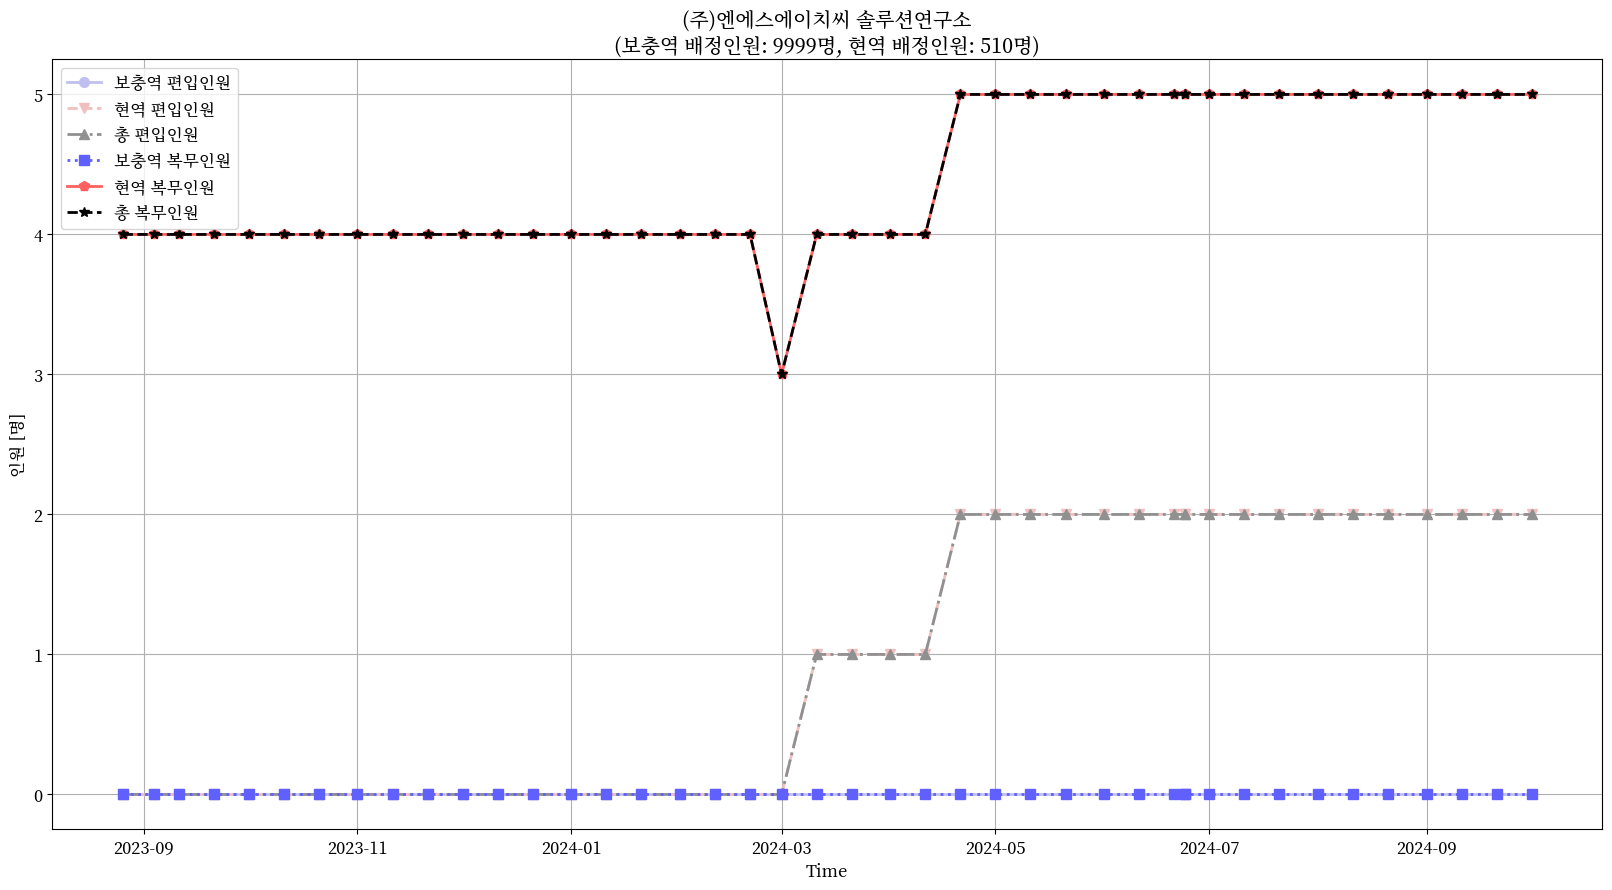 (주)엔에스에이치씨 솔루션연구소
(보충역 배정인원: 9999명, 현역 배정인원: 510명)
보충역 편입인원
현역 편입인원
총 편입인원
보충역 복무인원
현역 복무인원
총 복무인원
5
4
3
2
1
0
인원 [명]
2023-09
2023-11
2024-01
2024-03
2024-05
2024-07
2024-09
Time